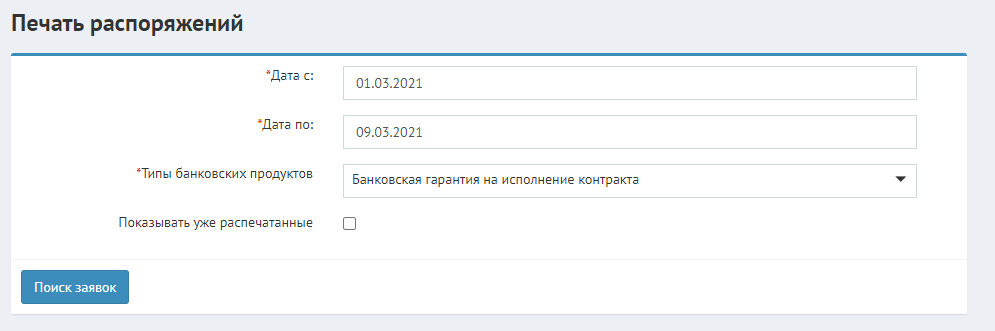 Печать распоряжений
*Дата с:
01.03.2021
*Дата по:
09.03.2021
*Типы банковских продуктов
Банковская гарантия на исполнение контракта
Показывать уже распечатанные
Поиск заявок